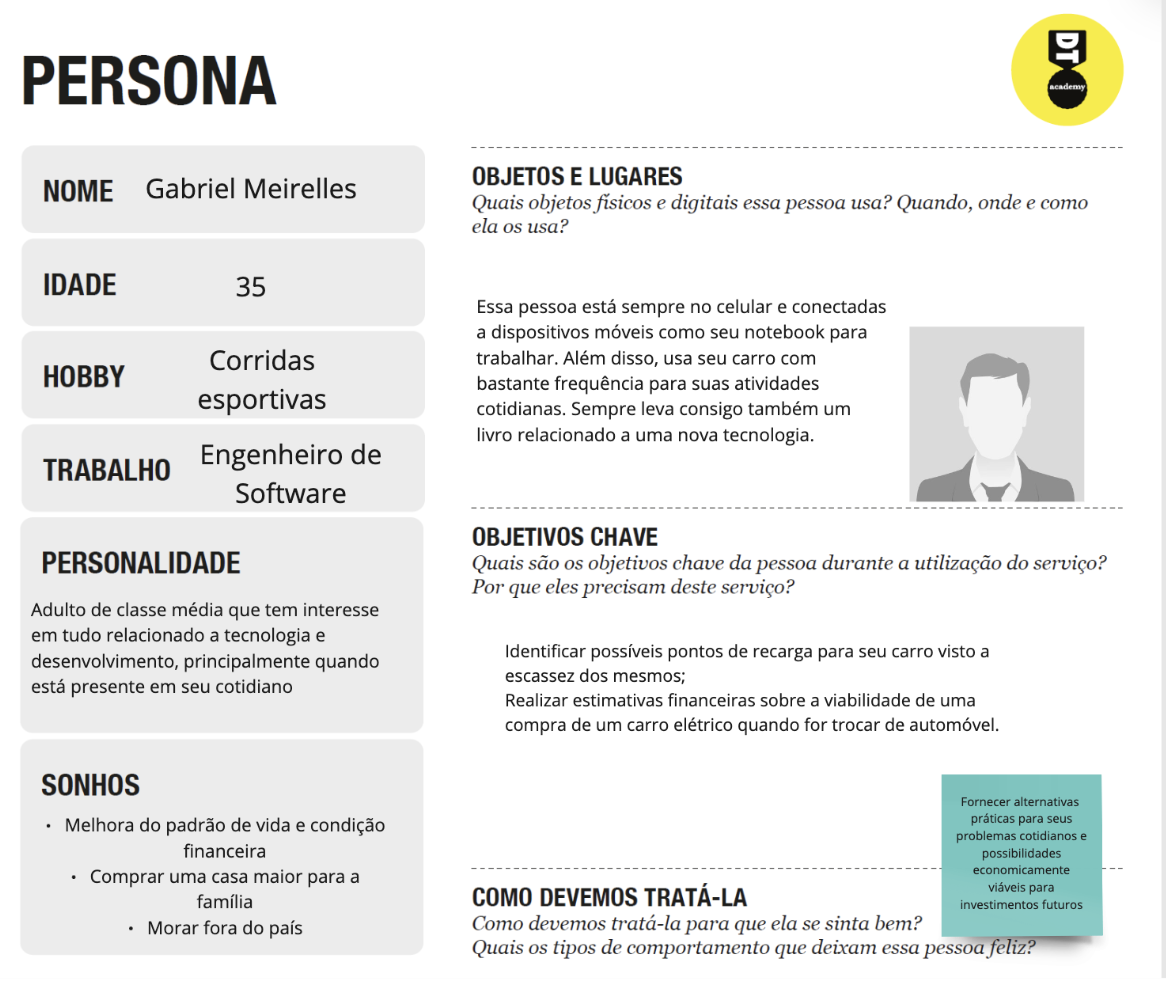 PERSONA
DT
academy
NOME Gabriel Meirelles
IDADE 35
HOBBY Corridas
esportivas
TRABALHO Engenheiro de
Software
PERSONALIDADE
Adulto de classe média que tem interesse
em tudo relacionado a tecnologia e
desenvolvimento, principalmente quando
está presente em seu cotidiano
SONHOS
• Melhora do padrão de vida e condição
financeira
• Comprar uma casa maior para a
família
• Morar fora do país
OBJETOS E LUGARES
Quais objetos físicos e digitais essa pessoa usa? Quando, onde e como
ela os usa?
Essa pessoa está sempre no celular e conectadas
a dispositivos móveis como seu notebook para
trabalhar. Além disso, usa seu carro com
bastante frequência para suas atividades
cotidianas. Sempre leva consigo também um
livro relacionado a uma nova tecnologia.
OBJETIVOS CHAVE
Quais são os objetivos chave da pessoa durante a utilização do serviço?
Por que eles precisam deste serviço?
Identificar possíveis pontos de recarga para seu carro visto a
escassez dos mesmos;
Realizar estimativas financeiras sobre a viabilidade de uma
compra de um carro elétrico quando for trocar de automóvel.
COMO DEVEMOS TRATÁ-LA
Como devemos tratá-la para que ela se sinta bem?
Quais os tipos de comportamento que deixam essa pessoa feliz?
Fornecer alternativas
práticas para seus
problemas cotidianos e
possibilidades
economicamente
viáveis para
investimentos futuros